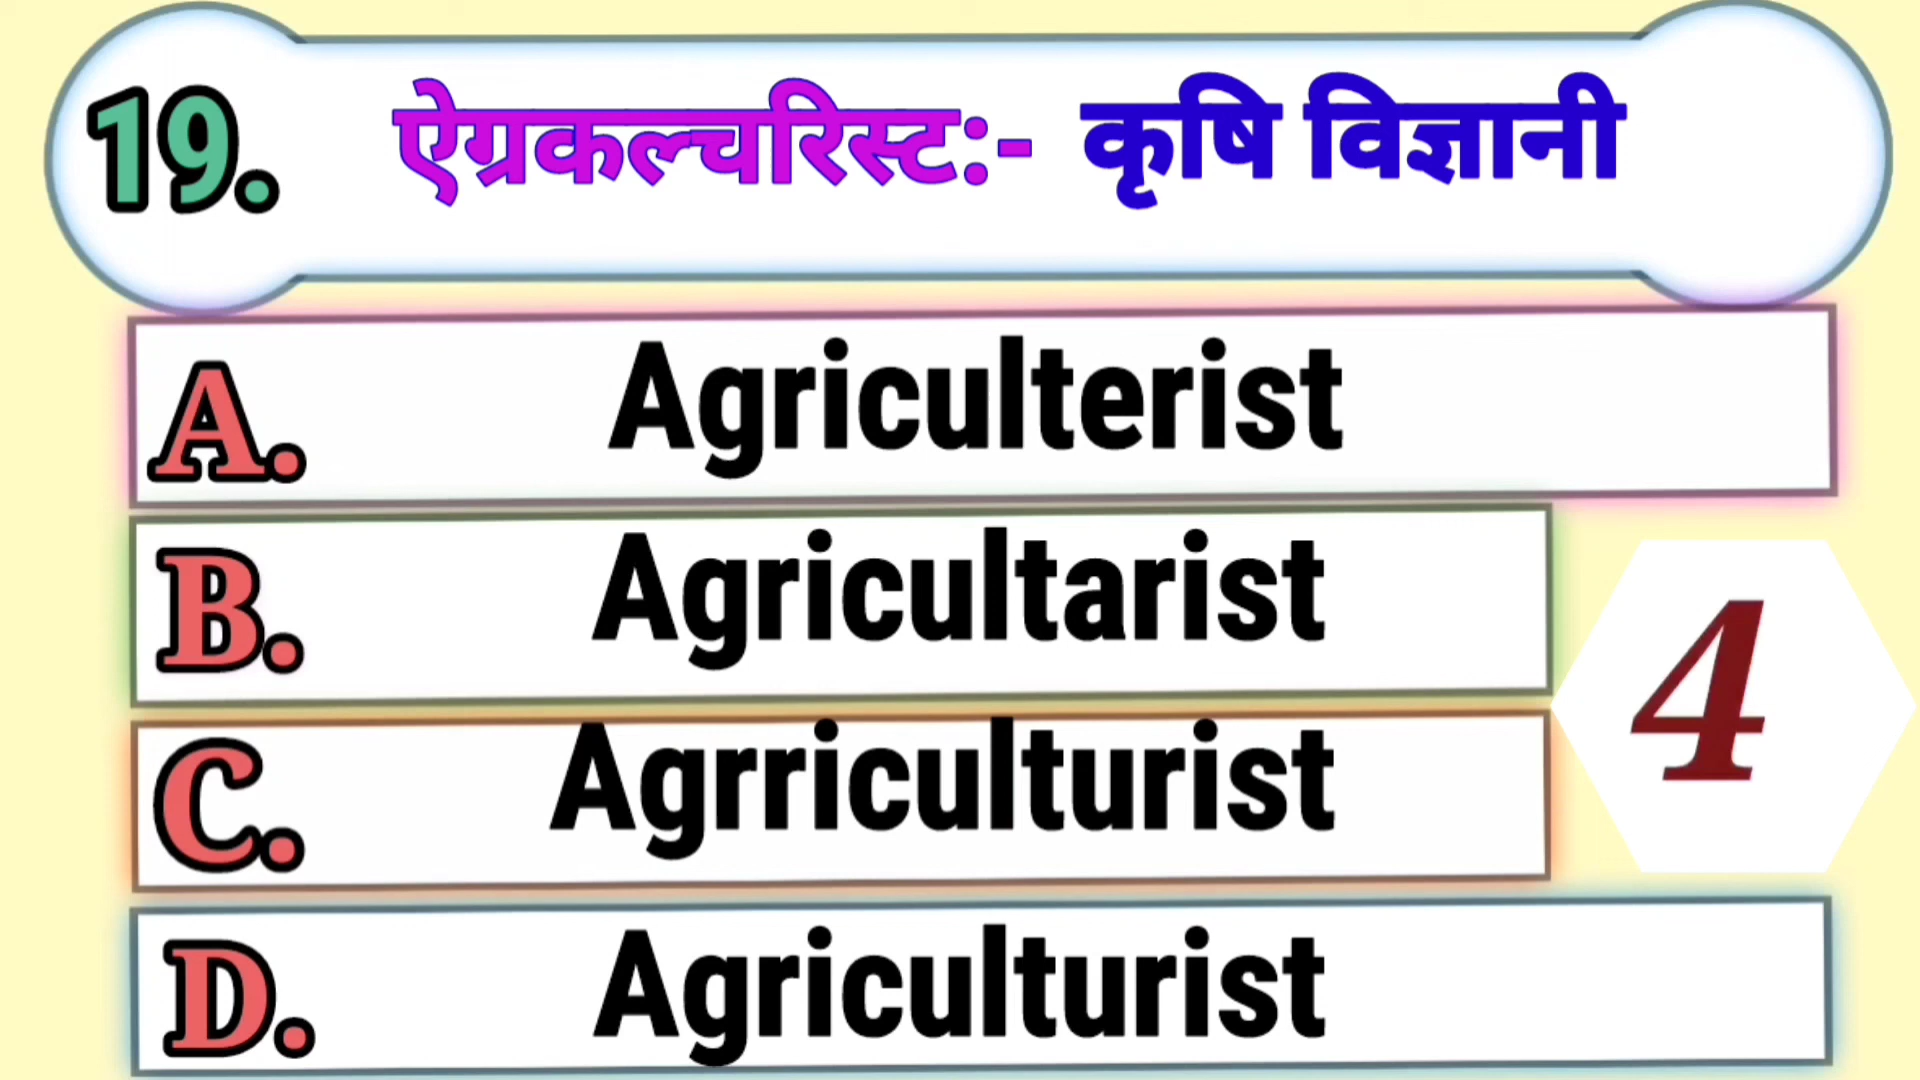 19. ऐग्रकल्चरिस्ट:- कृषि विज्ञानी
A. Agriculterist
B. Agricultarist
C. Agrriculturist
4
D. Agriculturist